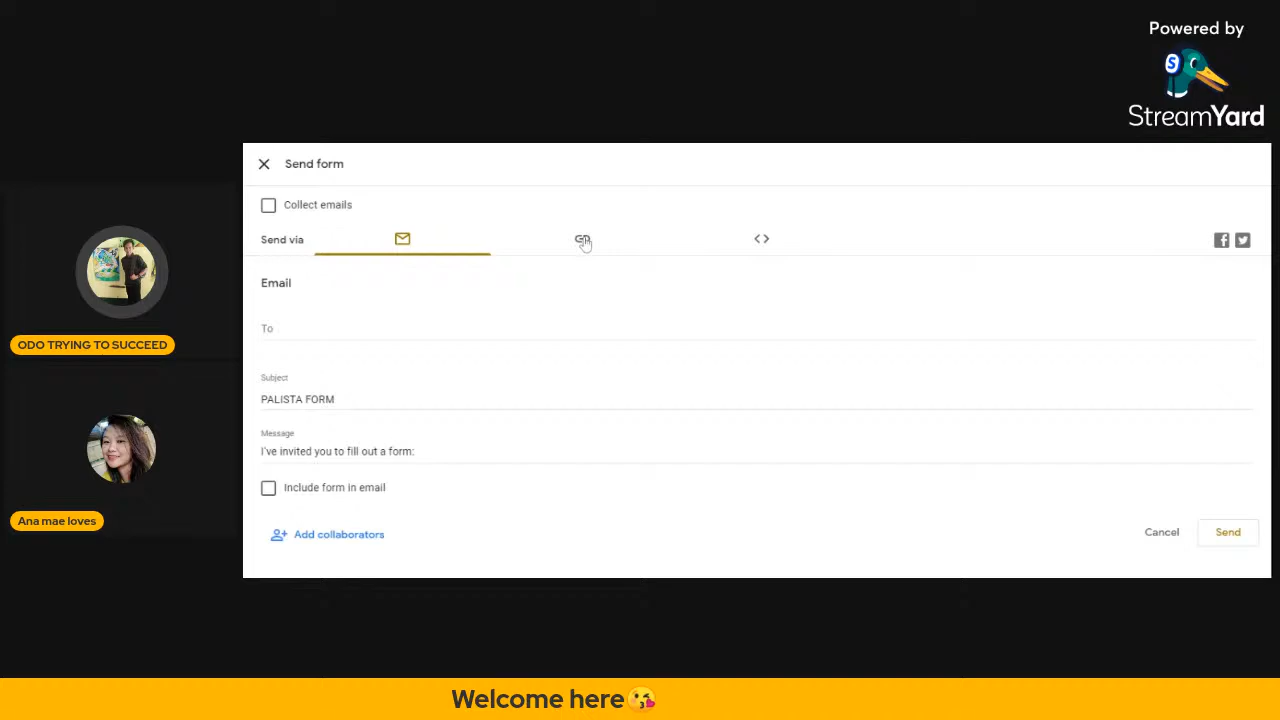 Powered by
StreamYard
Send form
Collect emails
Send via
Email
To
Subject
PALISTA FORM
Message
I've invited you to fill out a form:
Include form in email
Add collaborators
Cancel
Send
ODO TRYING TO SUCCEED
Ana mae loves
Welcome here😘